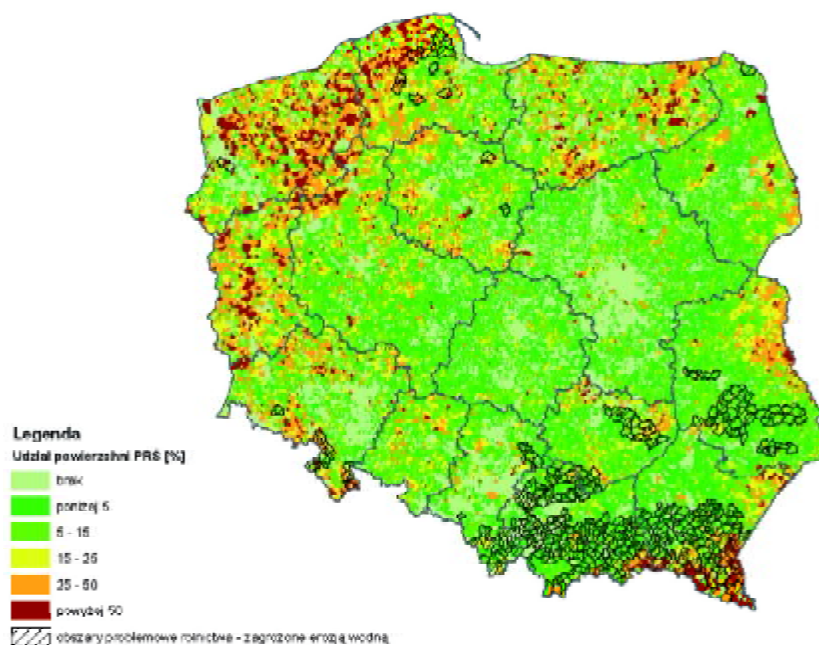 Legenda
Udział powierzchni PRŚ [%]
brak
poniżej 5
5 - 15
15 - 25
25 - 50
powyżej 50
obszary problemowe rolnictwa - zagrożone erozją wodną